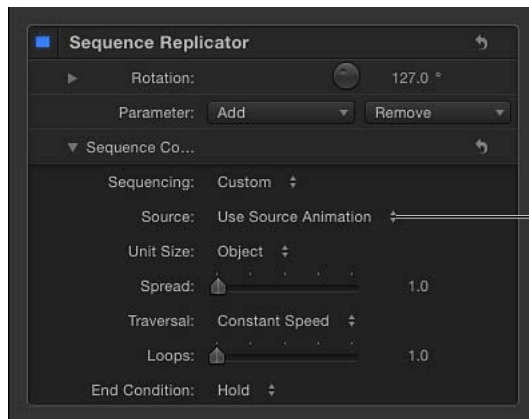 Sequence Replicator
Rotation: 127.0 °
Parameter: Add Remove
Sequence Co...
Sequencing: Custom
Source: Use Source Animation
Unit Size: Object
Spread: 1.0
Traversal: Constant Speed
Loops: 1.0
End Condition: Hold